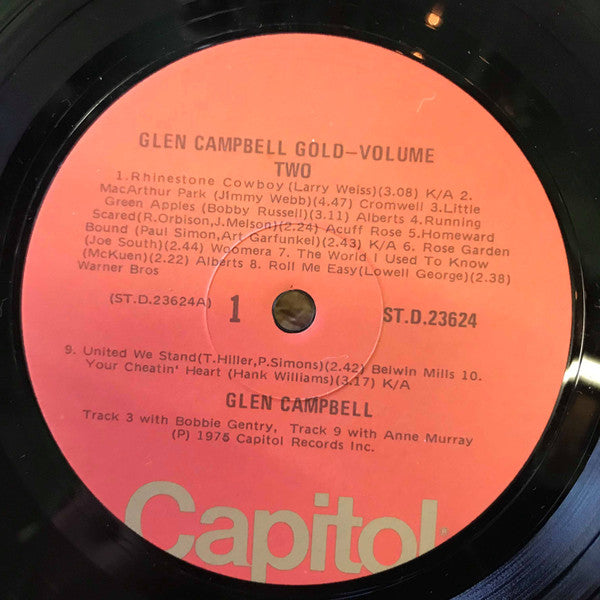 GLEN CAMPBELL GOLD—VOLUME
TWO
1.Rhinestone Cowboy (Larry Weiss)(3.08) K/A 2.
MacArthur Park (Jimmy Webb)(4.47) Cromwell 3.Little
Green Apples (Bobby Russell)(3.11) Alberts 4.Running
Scared(R.Orbison,J.Melson)(2.24) Acuff Rose 5.Homeward
Bound (Paul Simon,Art Garfunkel)(2.43) K/A 6. Rose Garden
(Joe South)(2.44) Woomera 7. The World I Used To Know
(McKuen)(2.22) Alberts 8. Roll Me Easy(Lowell George)(2.38)
Warner Bros
(ST.D.23624A) 1 ST.D.23624
9. United We Stand(T.Hiller,P.Simons)(2.42) Belwin Mills 10.
Your Cheatin' Heart (Hank Williams)(3.17) K/A
GLEN CAMPBELL
Track 3 with Bobbie Gentry, Track 9 with Anne Murray
(P) 1975 Capitol Records Inc.
Capitol®